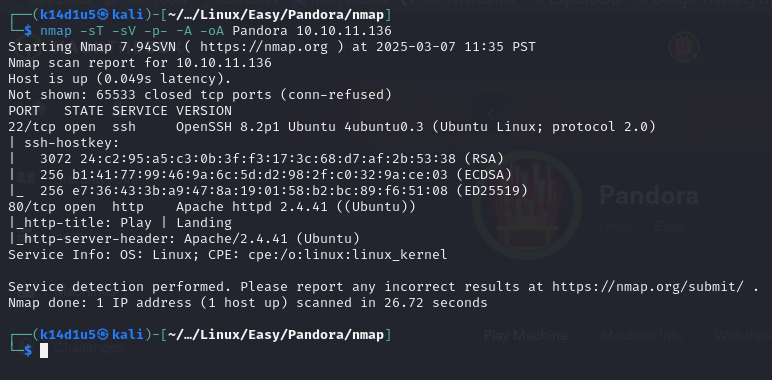 ┌──(k14d1u5㉿kali)-[~/…/Linux/Easy/Pandora/nmap]
└─$ nmap -sT -sV -p- -A -oA Pandora 10.10.11.136
Starting Nmap 7.94SVN ( https://nmap.org ) at 2025-03-07 11:35 PST
Nmap scan report for 10.10.11.136
Host is up (0.049s latency).
Not shown: 65533 closed tcp ports (conn-refused)
PORT   STATE SERVICE VERSION
22/tcp open  ssh     OpenSSH 8.2p1 Ubuntu 4ubuntu0.3 (Ubuntu Linux; protocol 2.0)
| ssh-hostkey:
|   3072 24:c2:95:a5:c3:0b:3f:f3:17:3c:68:d7:af:2b:53:38 (RSA)
|   256 b1:41:77:99:46:9a:6c:5d:d2:98:2f:c0:32:9a:ce:03 (ECDSA)
|_  256 e7:36:43:3b:a9:47:8a:19:01:58:b2:bc:89:f6:51:08 (ED25519)
80/tcp open  http    Apache httpd 2.4.41 ((Ubuntu))
|_http-title: Play | Landing
|_http-server-header: Apache/2.4.41 (Ubuntu)
Pandora
Linux Easy
Service Info: OS: Linux; CPE: cpe:/o:linux:linux_kernel
Service detection performed. Please report any incorrect results at https://nmap.org/submit/ .
Nmap done: 1 IP address (1 host up) scanned in 26.72 seconds
┌──(k14d1u5㉿kali)-[~/…/Linux/Easy/Pandora/nmap]
└─$
Play Machine Machine Info Walkthro
Challenges